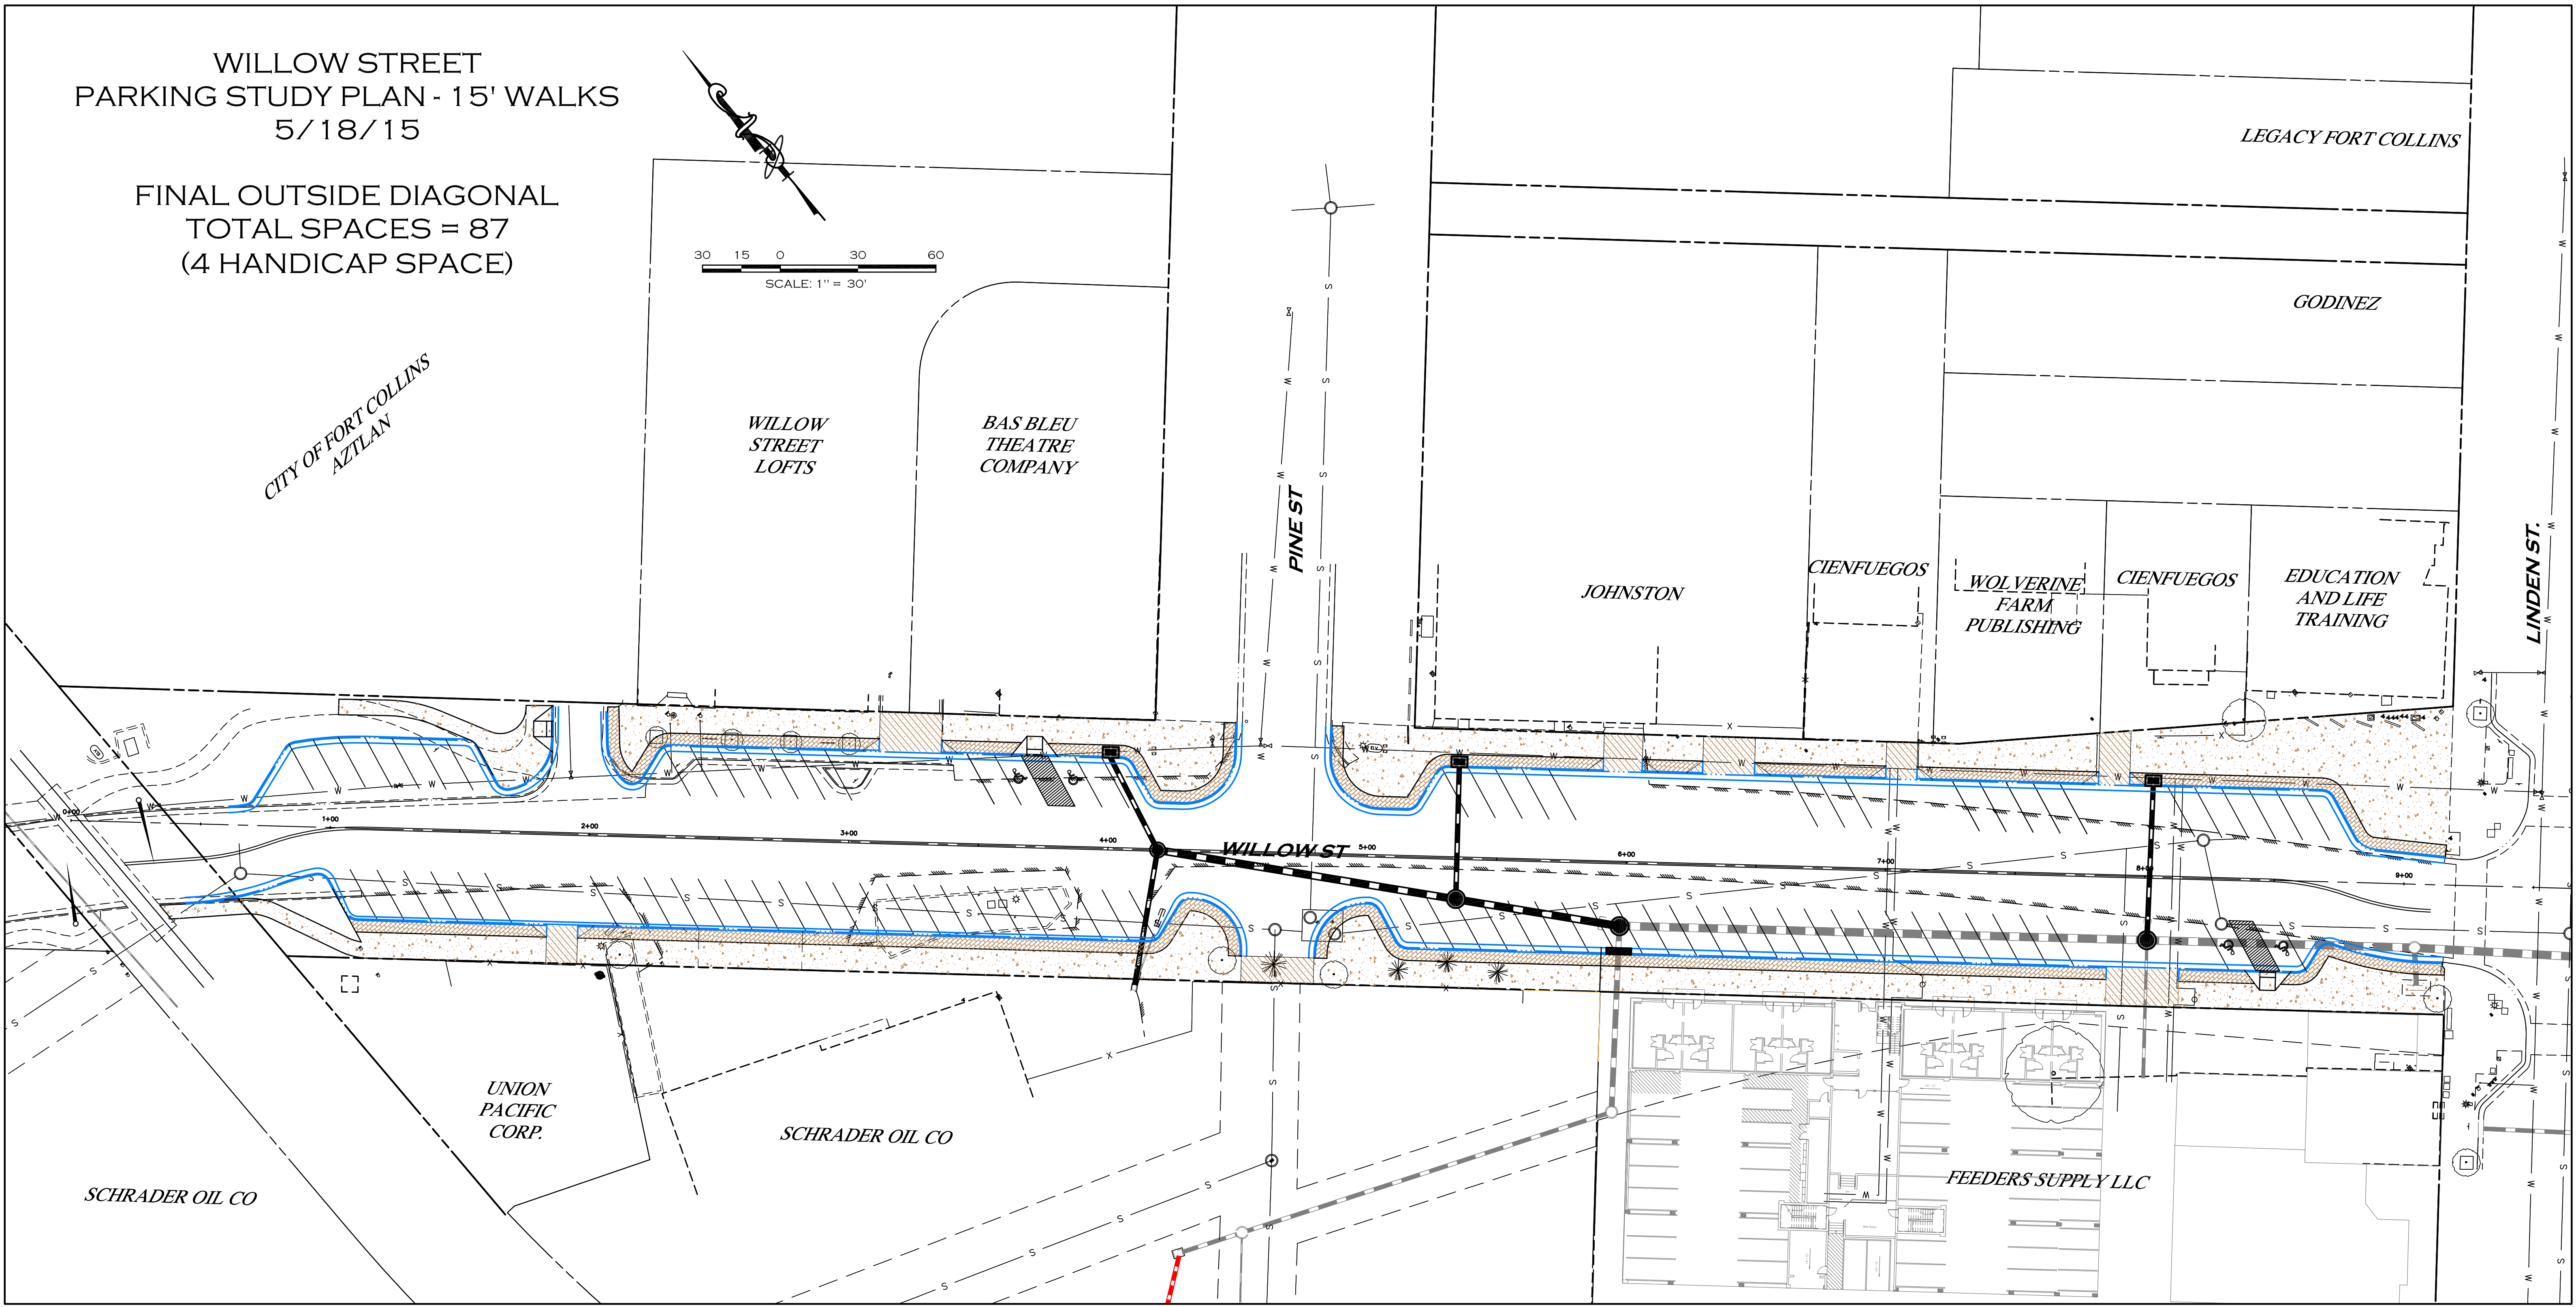 WILLOW STREET
PARKING STUDY PLAN - 15' WALKS
5/18/15
FINAL OUTSIDE DIAGONAL
TOTAL SPACES = 87
(4 HANDICAP SPACE)
30 15 0 30 60
SCALE: 1" = 30'
LEGACY FORT COLLINS
GODINEZ
CITY OF FORT COLLINS
AZTLAN
WILLOW
STREET
LOFTS
BAS BLEU
THEATRE
COMPANY
PINE ST
JOHNSTON
CIENFUEGOS
WOLVERINE
FARM
PUBLISHING
CIENFUEGOS
EDUCATION
AND LIFE
TRAINING
LINDEN ST.
0+00
1+00
2+00
3+00
4+00
WILLOW ST
5+00
6+00
7+00
8+00
9+00
UNION
PACIFIC
CORP.
SCHRADER OIL CO
SCHRADER OIL CO
FEEDERS SUPPLY LLC